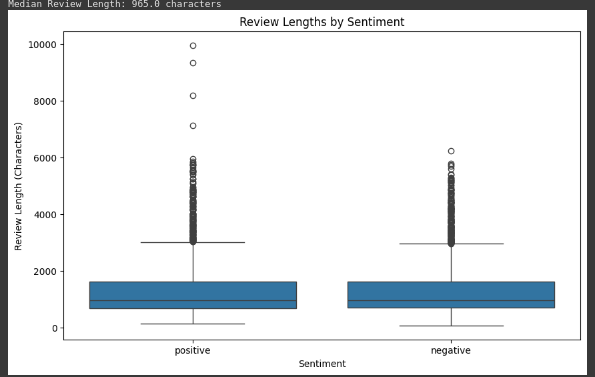 Median Review Length: 965.0 characters
Review Lengths by Sentiment
10000
8000
6000
4000
2000
0
Review Length (Characters)
positive
negative
Sentiment